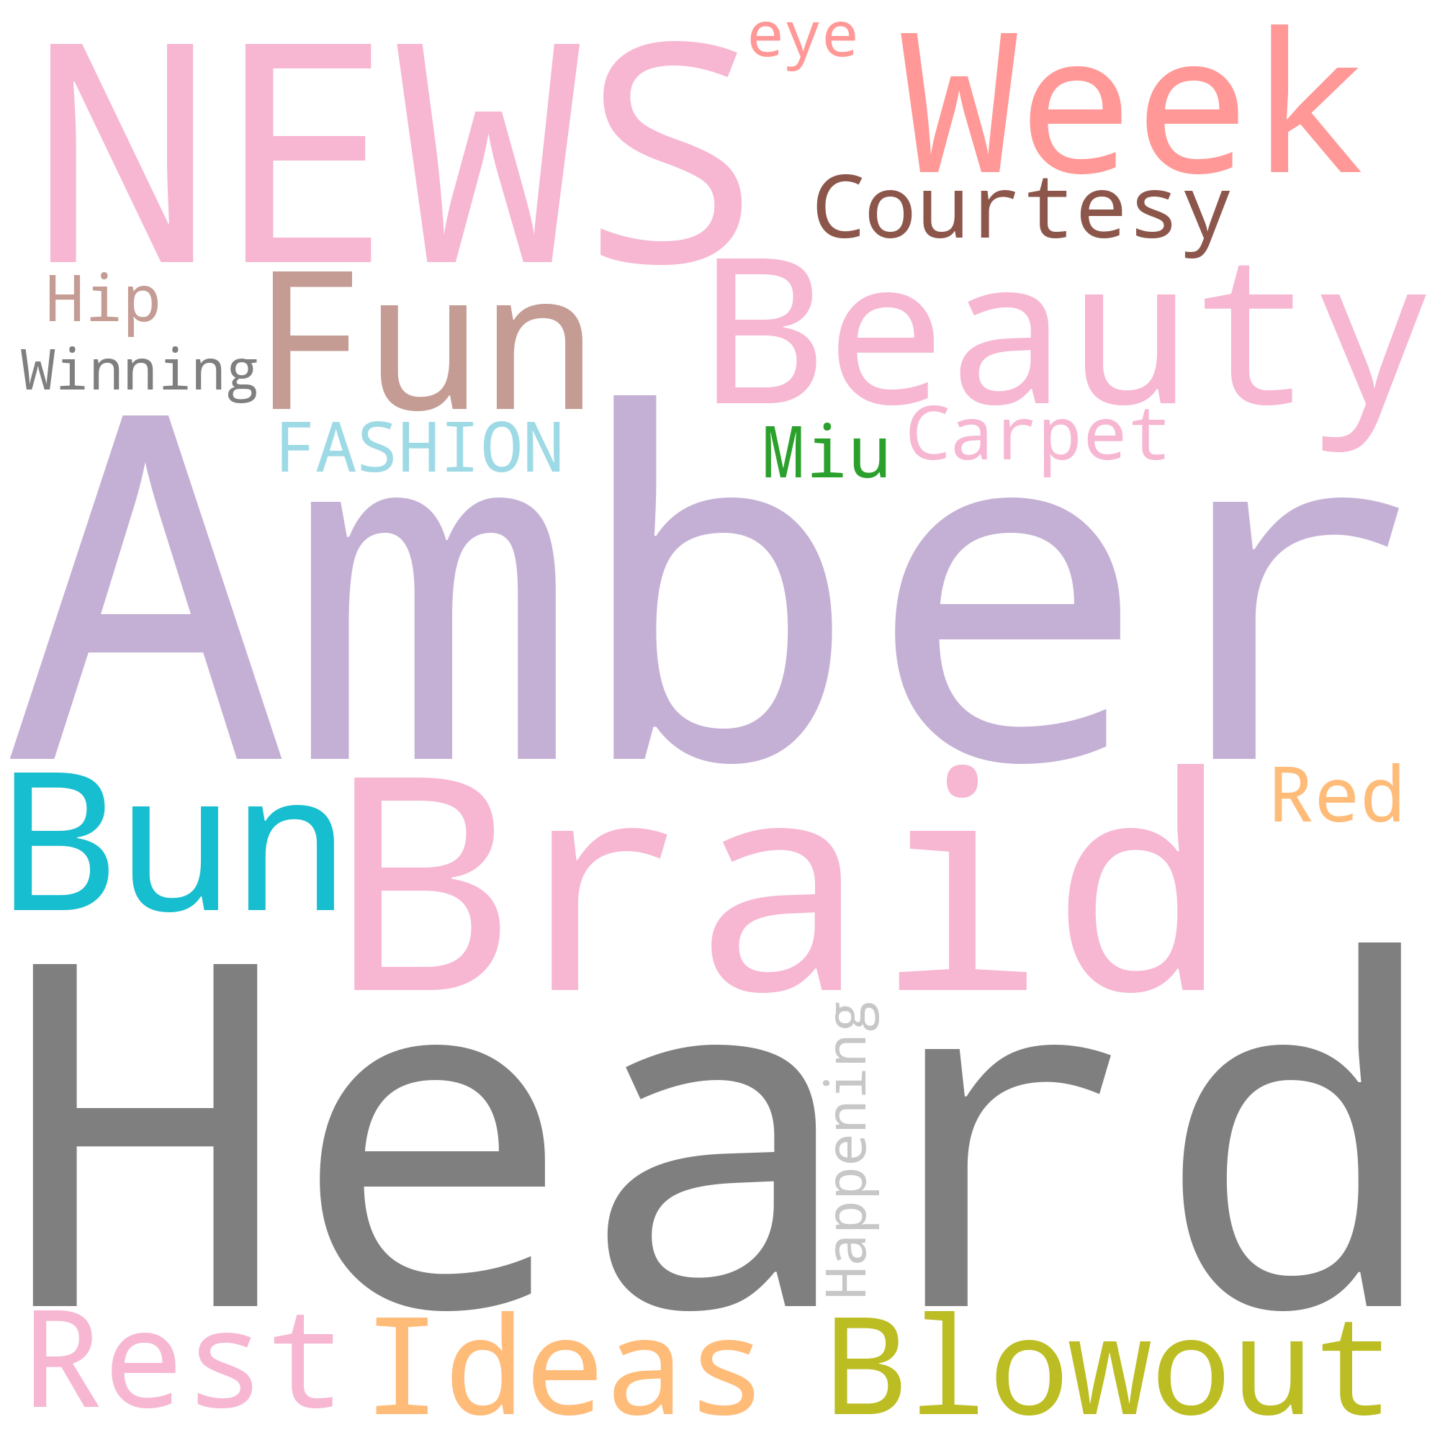 NEWS
eye
Week
Courtesy
Hip
Fun
Beauty
Winning
FASHION
Miu
Carpet
Amber
Bun
Braid
Red
Heard
Happening
Rest
Ideas
Blowout